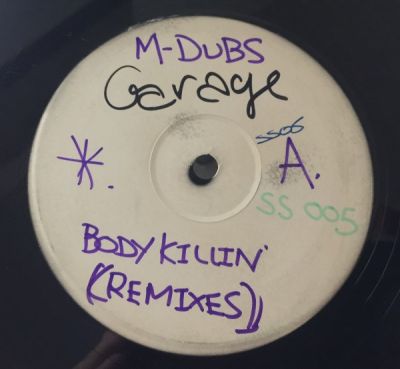 M-DUBS
Garage
SS05
*. A.
SS 005
BODY KILLIN'
((REMIXES))